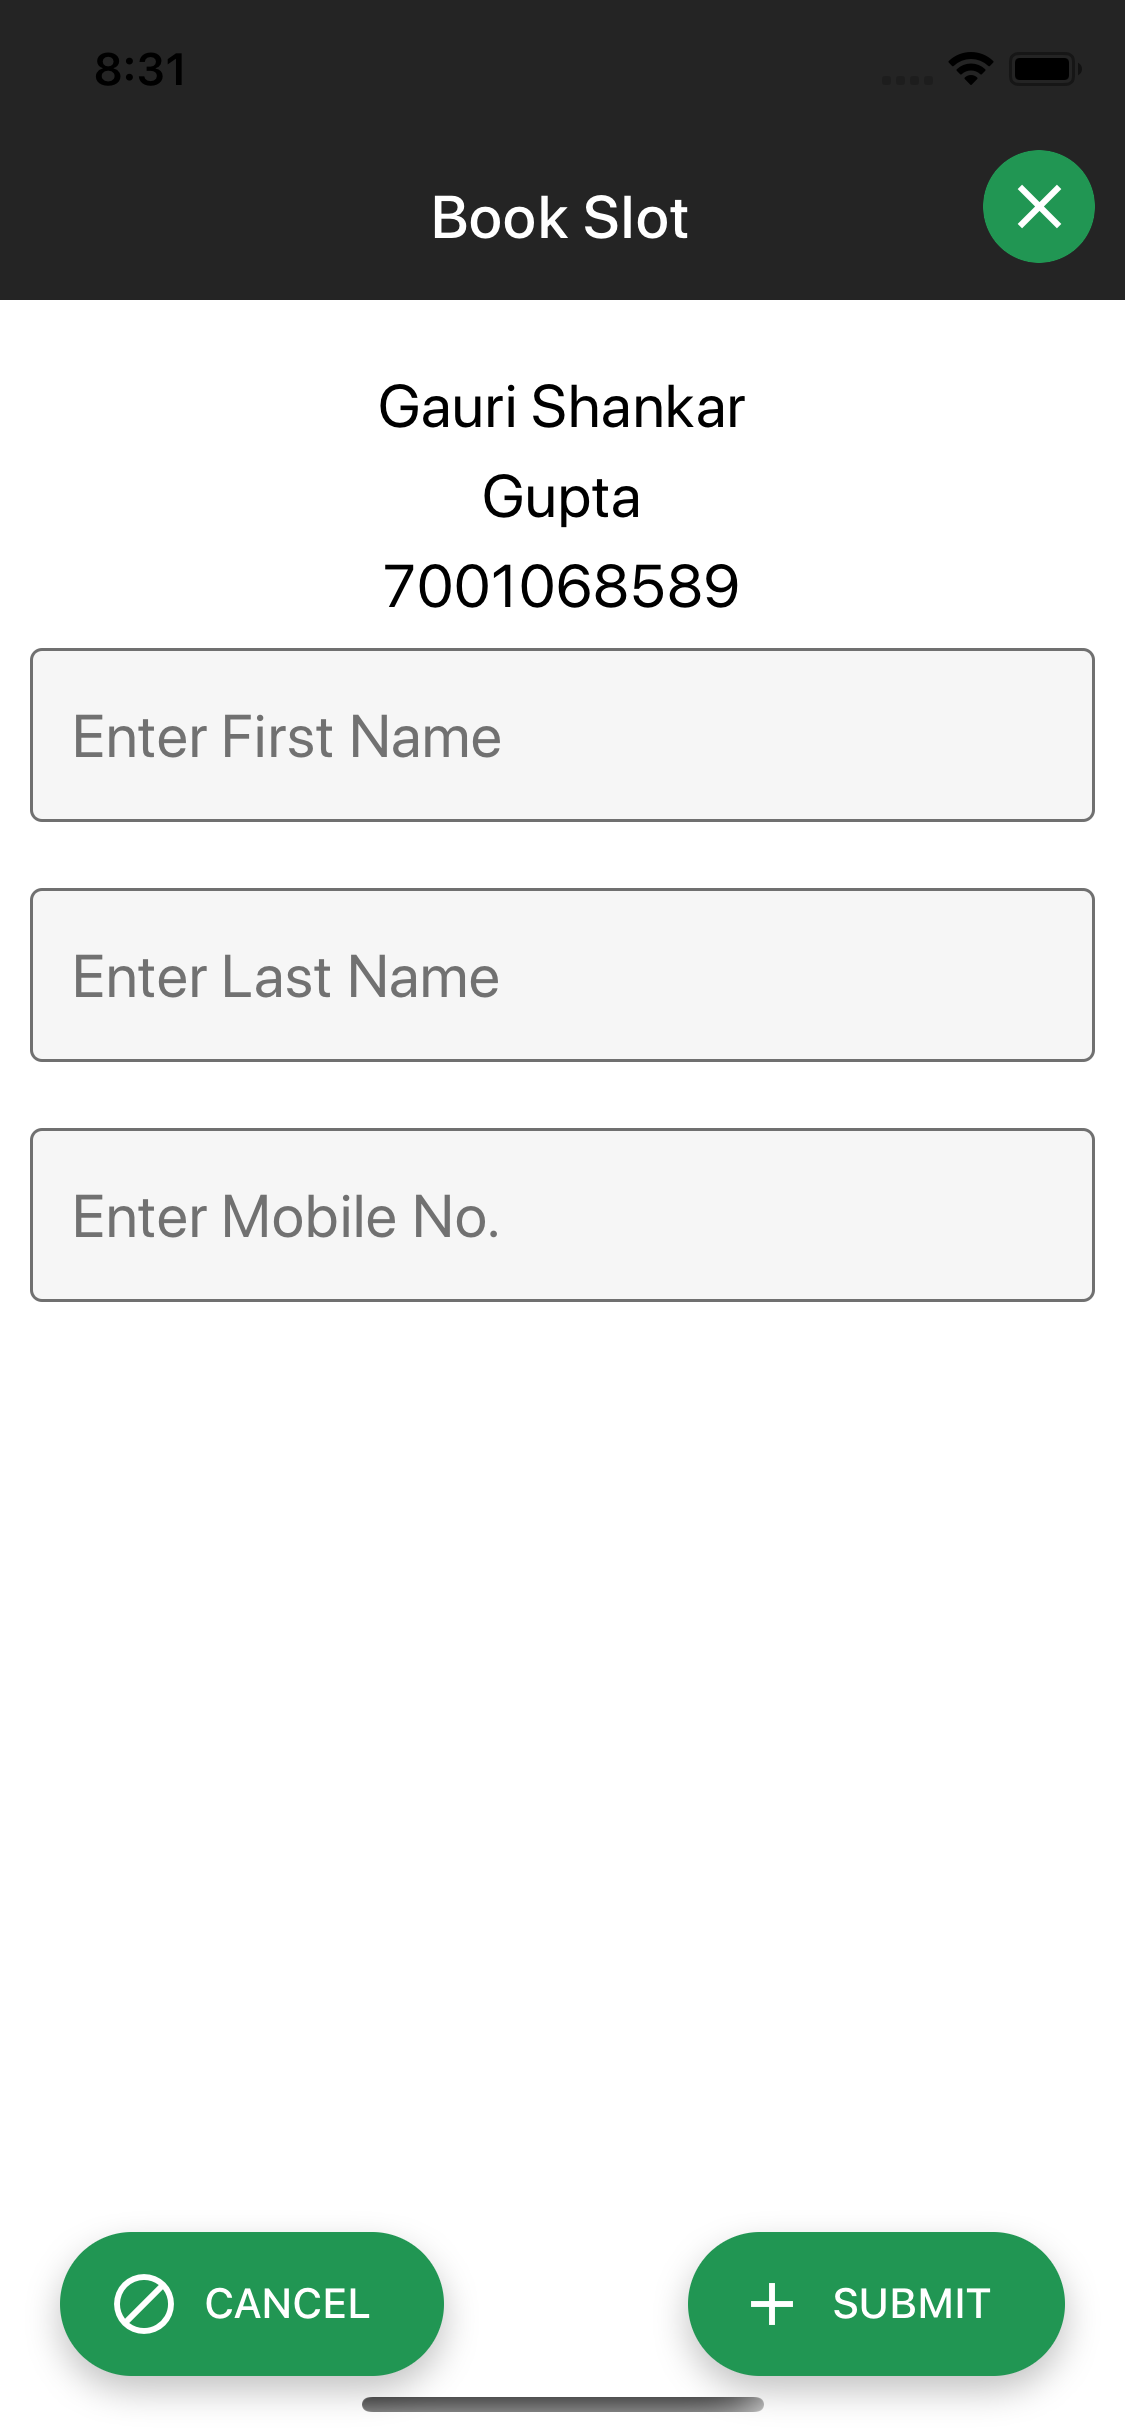 8:31
Book Slot
Gauri Shankar
Gupta
7001068589
Enter First Name
Enter Last Name
Enter Mobile No.
CANCEL
SUBMIT